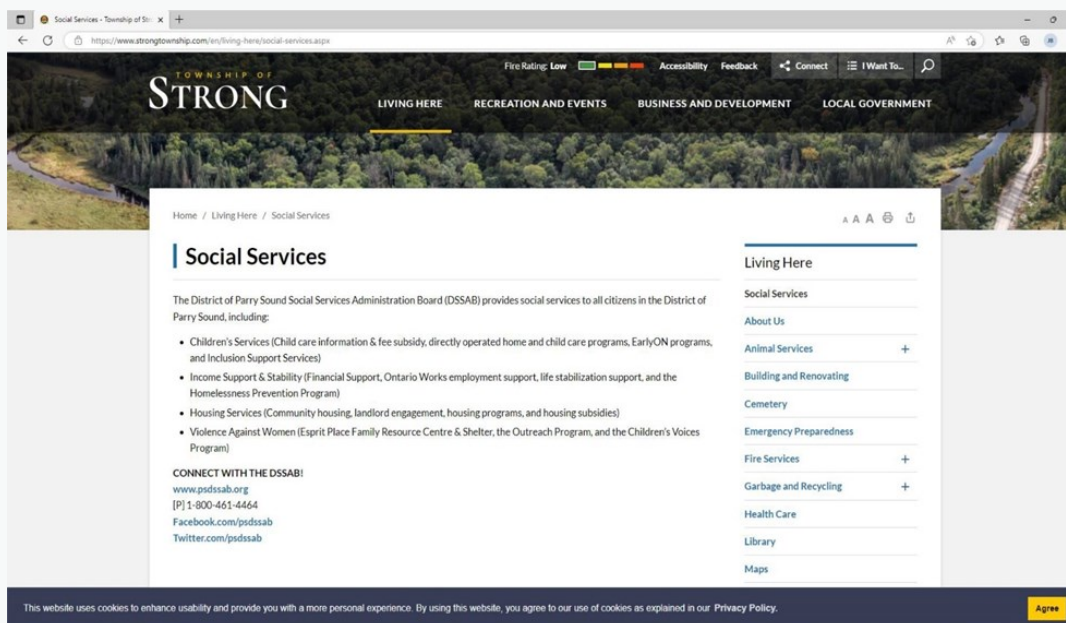 Social Services - Township of Str
https://www.strongtownship.com/en/living-here/social-services.aspx
Fire Rating: Low
Accessibility
Feedback
Connect
I Want To...
TOWNSHIP OF
STRONG
LIVING HERE
RECREATION AND EVENTS
BUSINESS AND DEVELOPMENT
LOCAL GOVERNMENT
Home / Living Here / Social Services
A A A
Social Services
The District of Parry Sound Social Services Administration Board (DSSAB) provides social services to all citizens in the District of
Parry Sound, including:
• Children's Services (Child care information & fee subsidy, directly operated home and child care programs, EarlyON programs,
and Inclusion Support Services)
• Income Support & Stability (Financial Support, Ontario Works employment support, life stabilization support, and the
Homelessness Prevention Program)
• Housing Services (Community housing, landlord engagement, housing programs, and housing subsidies)
• Violence Against Women (Esprit Place Family Resource Centre & Shelter, the Outreach Program, and the Children's Voices
Program)
CONNECT WITH THE DSSAB!
www.psdssab.org
[P] 1-800-461-4464
Facebook.com/psdssab
Twitter.com/psdssab
Living Here
Social Services
About Us
Animal Services +
Building and Renovating
Cemetery
Emergency Preparedness
Fire Services +
Garbage and Recycling +
Health Care
Library
Maps
This website uses cookies to enhance usability and provide you with a more personal experience. By using this website, you agree to our use of cookies as explained in our Privacy Policy.
Agree